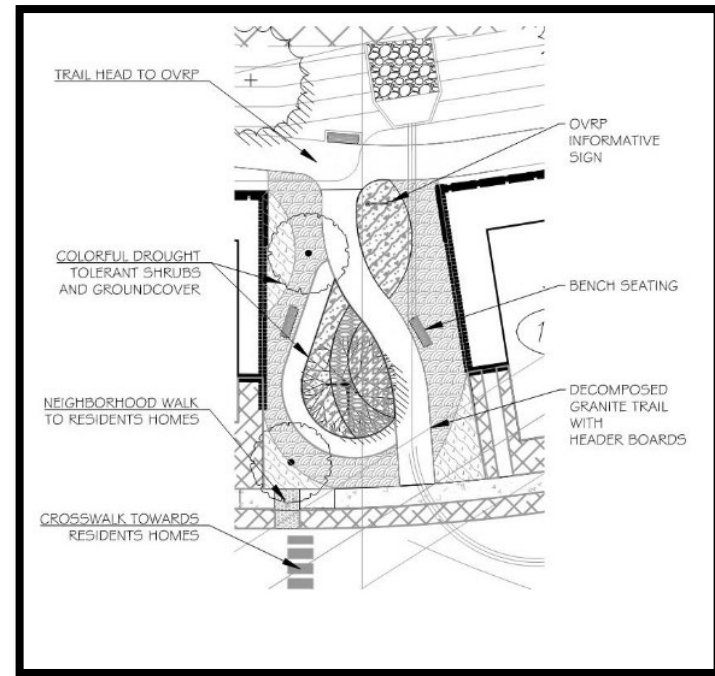 TRAIL HEAD TO OVRP
OVRP
INFORMATIVE
SIGN
COLORFUL DROUGHT
TOLERANT SHRUBS
AND GROUNDCOVER
BENCH SEATING
NEIGHBORHOOD WALK
TO RESIDENTS HOMES
DECOMPOSED
GRANITE TRAIL
WITH
HEADER BOARDS
CROSSWALK TOWARDS
RESIDENTS HOMES
1